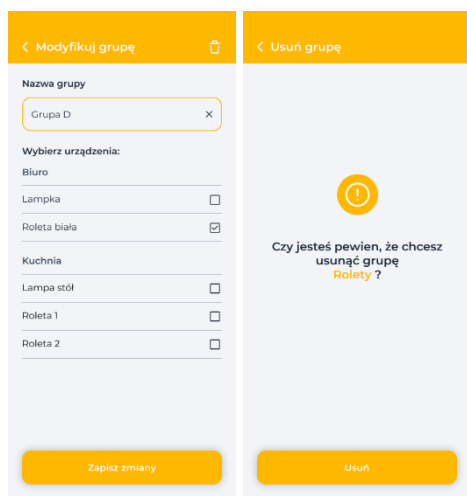 Modyfikuj grupę
Nazwa grupy
Grupa D
Wybierz urządzenia:
Biuro
Lampka
Roleta biała
Kuchnia
Lampa stół
Roleta 1
Roleta 2
Zapisz zmiany
Usuń grupę
Czy jesteś pewien, że chcesz
usunąć grupę
Rolety ?
Usuń